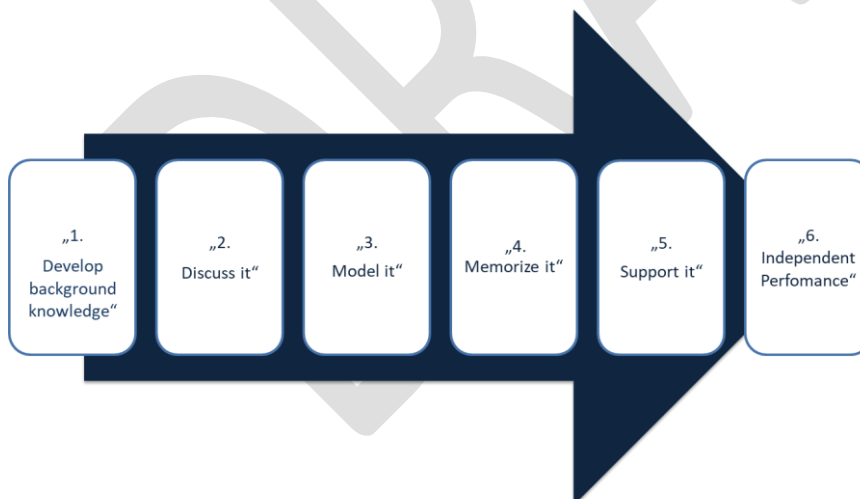 „1.
Develop
background
knowledge“
„2.
Discuss it“
„3.
Model it“
„4.
Memorize it“
„5.
Support it“
„6.
Independent
Perfomance“